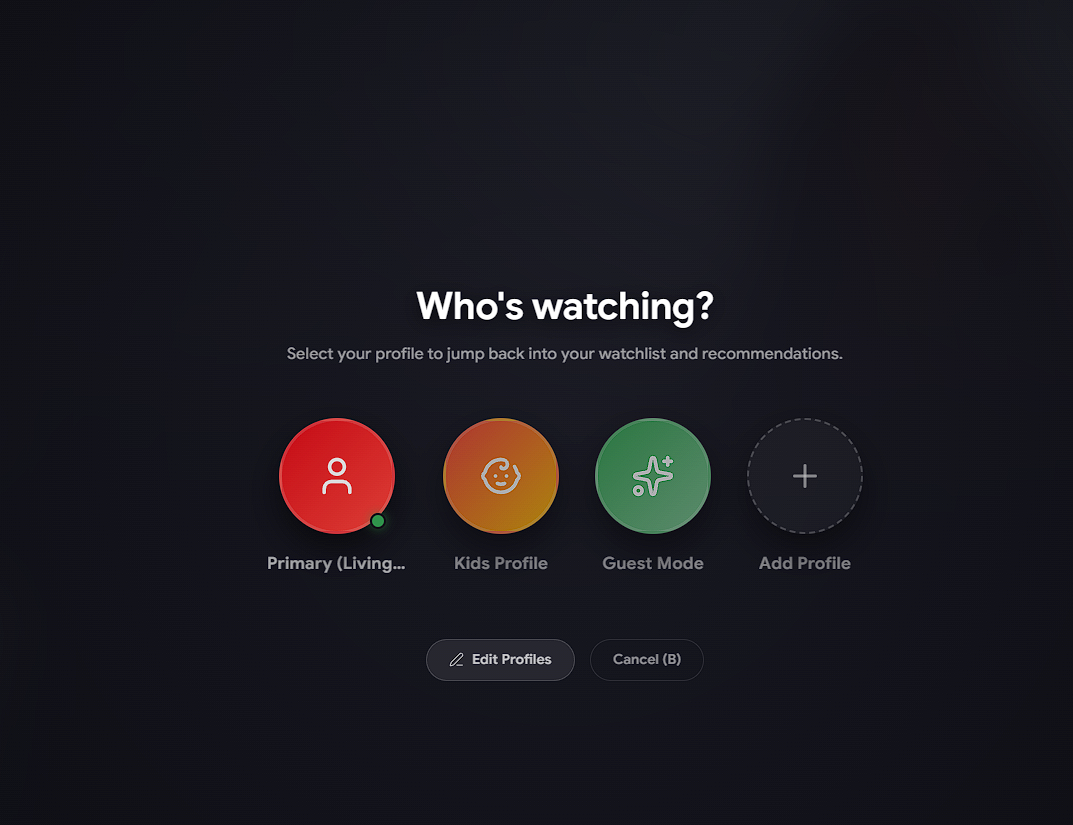 Who's watching?
Select your profile to jump back into your watchlist and recommendations.
Primary (Living...
Kids Profile
Guest Mode
Add Profile
Edit Profiles
Cancel (B)